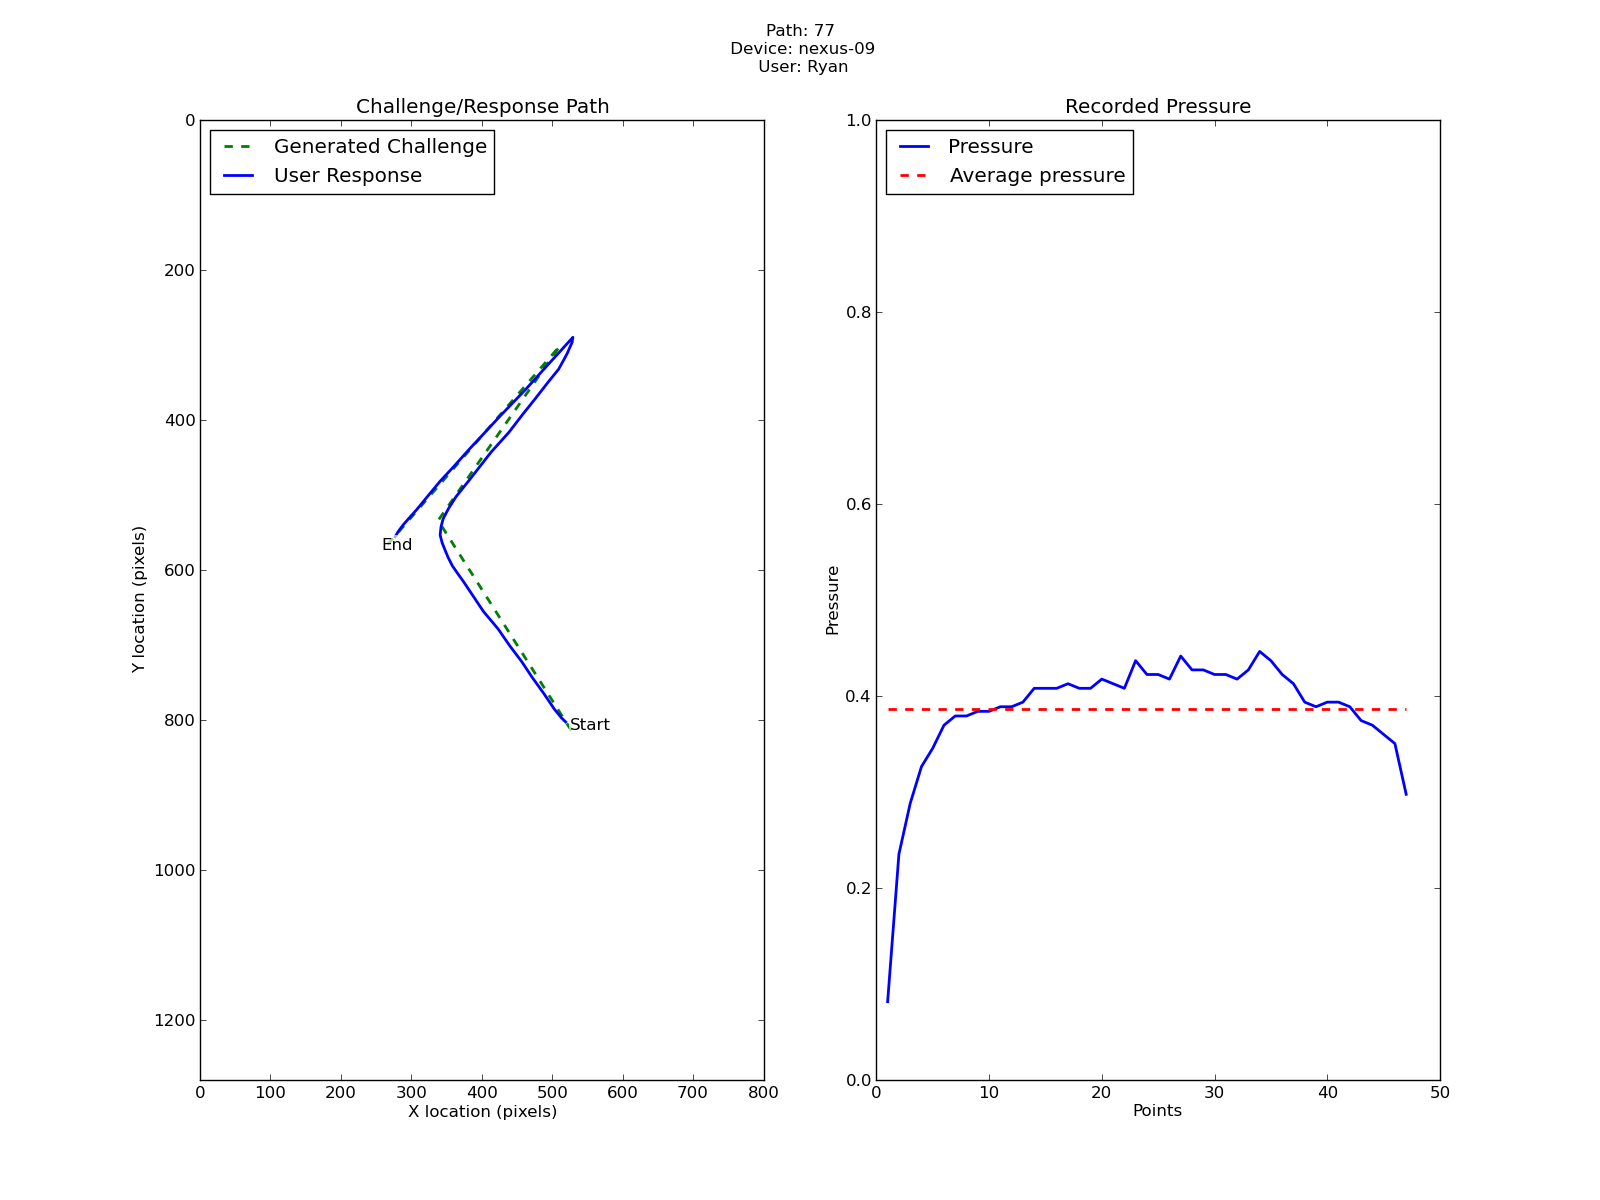 Path: 77
Device: nexus-09
User: Ryan
Challenge/Response Path
Generated Challenge
User Response
0
200
400
600
800
1000
1200
Y location (pixels)
End
Start
0 100 200 300 400 500 600 700 800
X location (pixels)
Recorded Pressure
Pressure
Average pressure
1.0
0.8
0.6
0.4
0.2
0.0
Pressure
0 10 20 30 40 50
Points